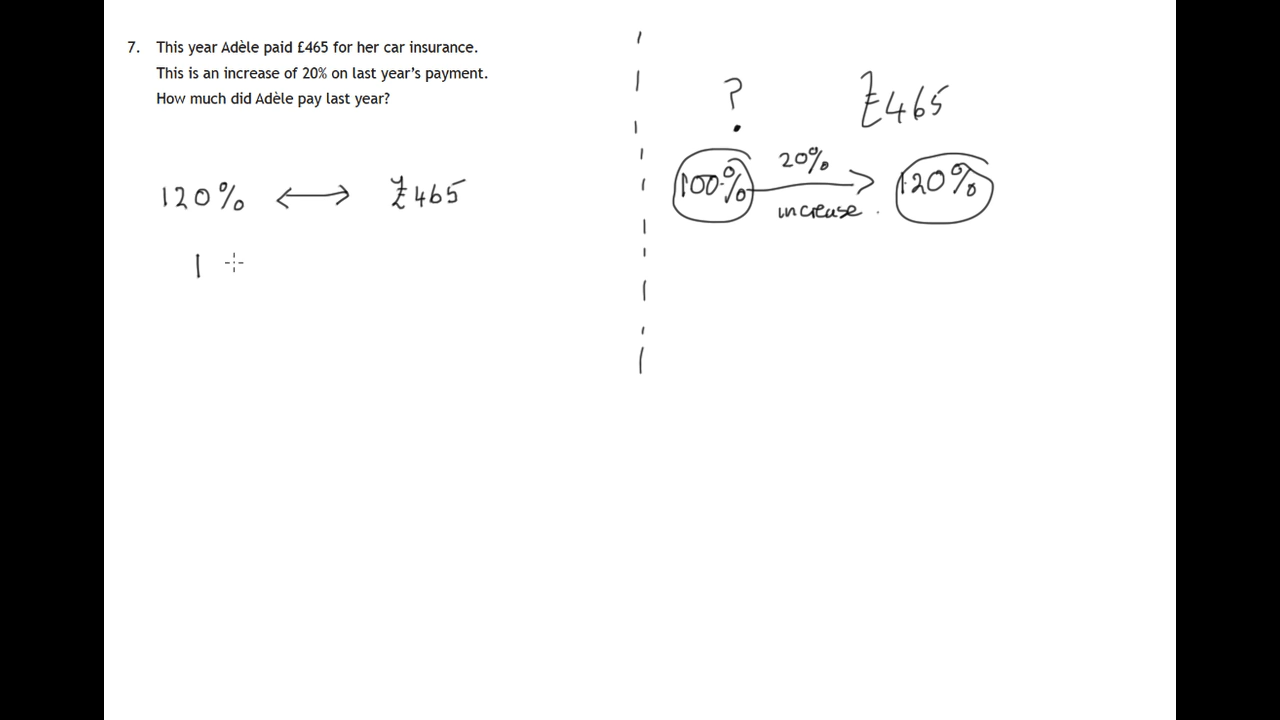 7. This year Adèle paid £465 for her car insurance.
This is an increase of 20% on last year's payment.
How much did Adèle pay last year?
120% ⟷ £465
1
? £465
100% 20% 120%
increase.